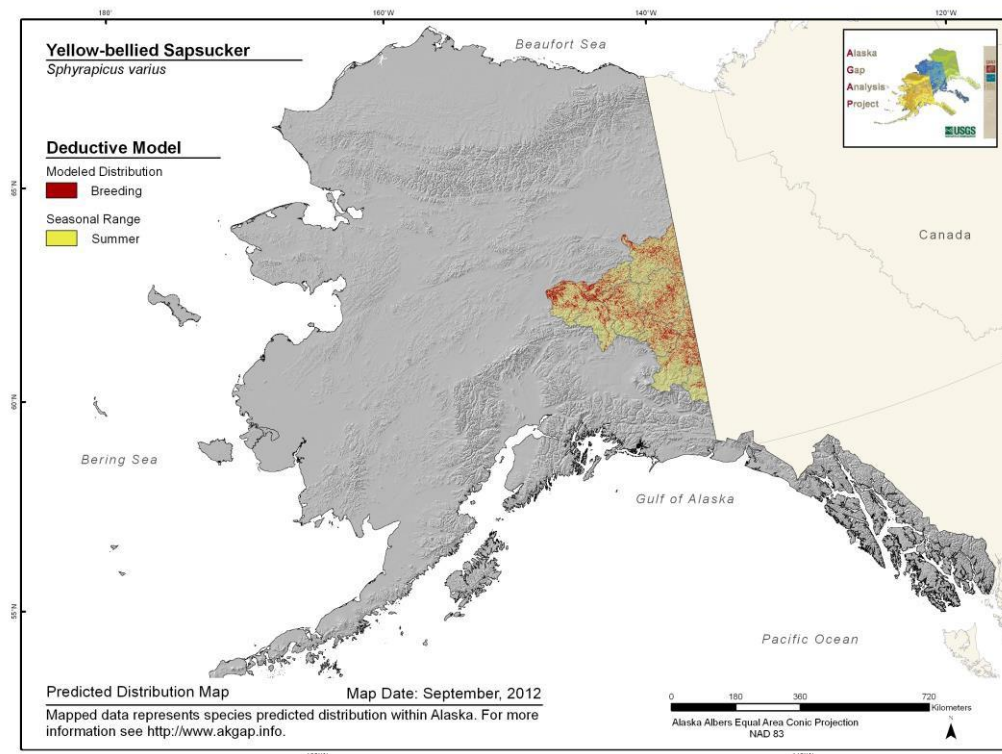 180°
160°W
140°W
120°W
Yellow-bellied Sapsucker
Sphyrapicus varius
Beaufort Sea
Alaska
Gap
Analysis
Project
USGS
Deductive Model
Modeled Distribution
Breeding
Seasonal Range
Summer
65°N
Canada
60°N
Bering Sea
Gulf of Alaska
55°N
Pacific Ocean
Predicted Distribution Map
Map Date: September, 2012
Mapped data represents species predicted distribution within Alaska. For more
information see http://www.akgap.info.
0 180 360 720
Kilometers
Alaska Albers Equal Area Conic Projection
NAD 83
N